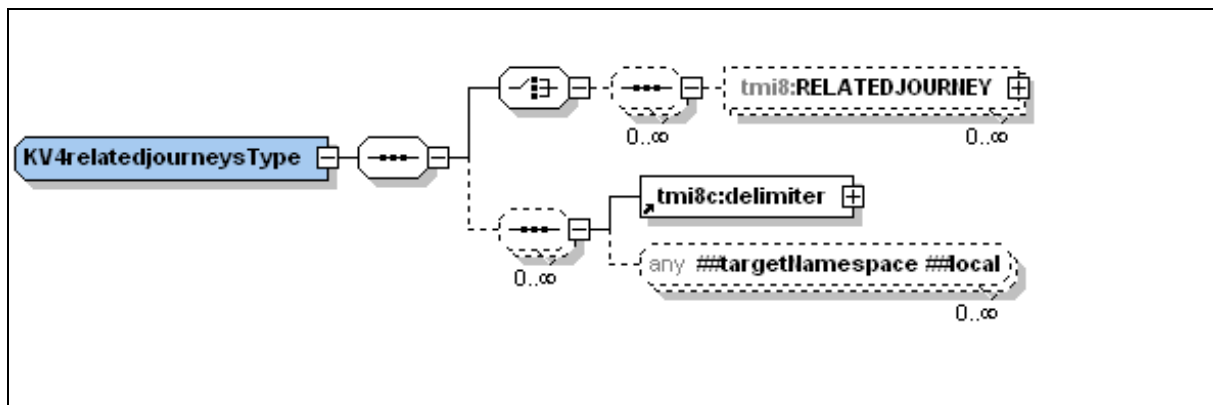 tmi8:RELATEDJOURNEY
0..∞
0..∞
KV4relatedjourneysType
tmi8c:delimiter
any ##targetNamespace ##local
0..∞
0..∞